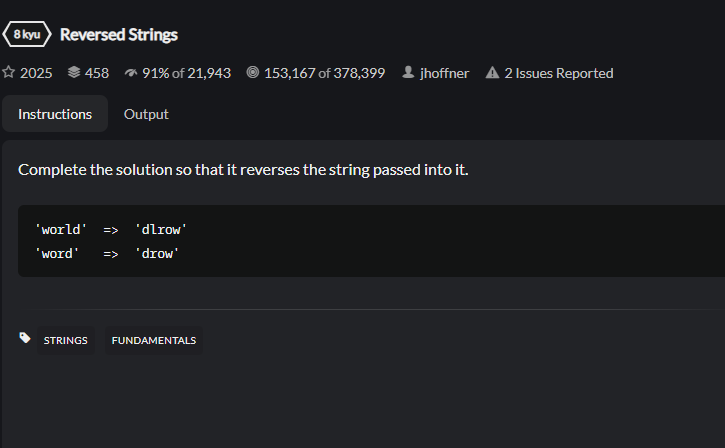 8 kyu Reversed Strings
2025 458 91% of 21,943 153,167 of 378,399 jhoffner 2 Issues Reported
Instructions Output
Complete the solution so that it reverses the string passed into it.
'world'  =>  'dlrow'
'word'   =>  'drow'
STRINGS FUNDAMENTALS